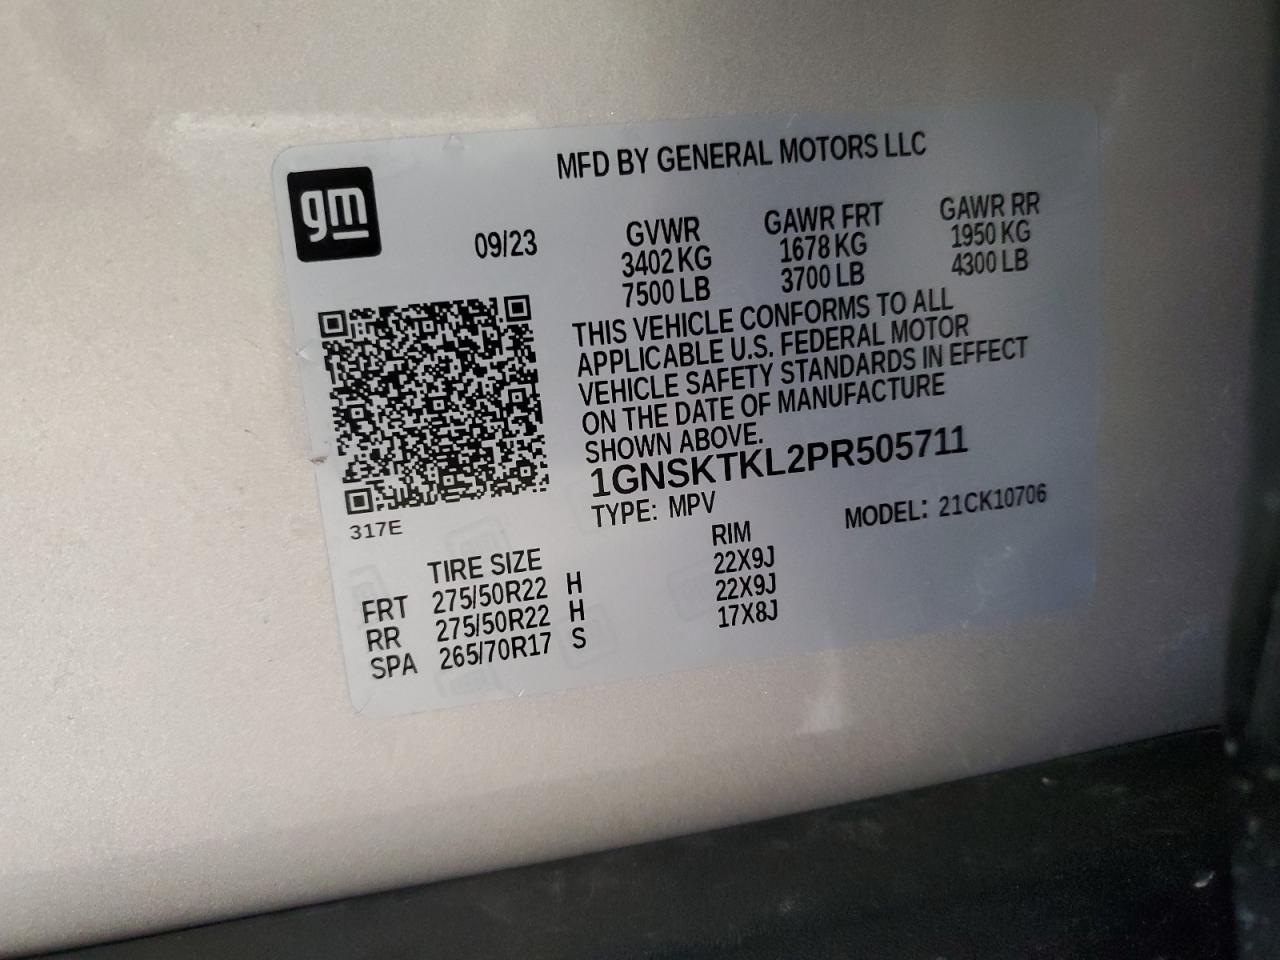 MFD BY GENERAL MOTORS LLC
gm
09/23
GVWR GAWR FRT GAWR RR
3402 KG 1678 KG 1950 KG
7500 LB 3700 LB 4300 LB
THIS VEHICLE CONFORMS TO ALL
APPLICABLE U.S. FEDERAL MOTOR
VEHICLE SAFETY STANDARDS IN EFFECT
ON THE DATE OF MANUFACTURE
SHOWN ABOVE.
1GNSKTKL2PR505711
TYPE: MPV MODEL: 21CK10706
317E
TIRE SIZE RIM
FRT 275/50R22 H 22X9J
RR 275/50R22 H 22X9J
SPA 265/70R17 S 17X8J